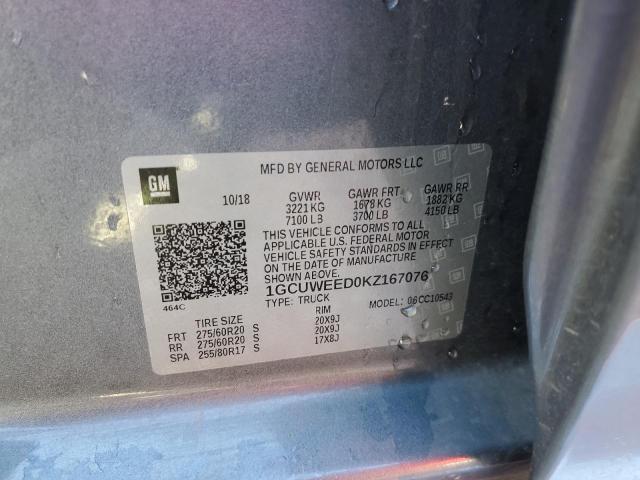 MFD BY GENERAL MOTORS LLC
GM
10/18 GVWR GAWR FRT GAWR RR
3221 KG 1678 KG 1882 KG
7100 LB 3700 LB 4150 LB
THIS VEHICLE CONFORMS TO ALL
APPLICABLE U.S. FEDERAL MOTOR
VEHICLE SAFETY STANDARDS IN EFFECT
ON THE DATE OF MANUFACTURE
SHOWN ABOVE.
1GCUWEED0KZ167076
464C
TYPE: TRUCK MODEL: 06CC10543
TIRE SIZE RIM
FRT 275/60R20 S 20X9J
RR 275/60R20 S 20X9J
SPA 255/80R17 S 17X8J